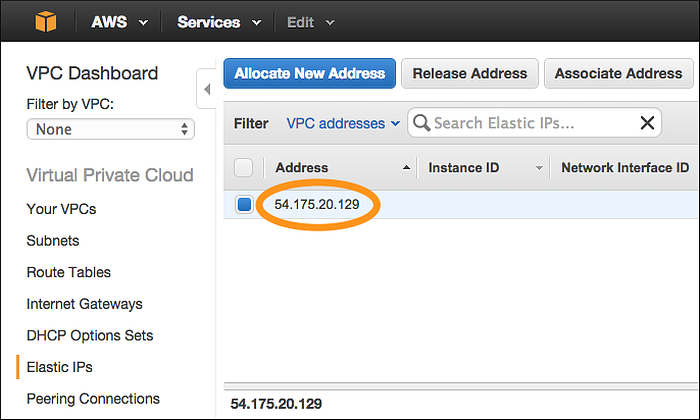 AWS Services Edit
VPC Dashboard
Filter by VPC:
None
Virtual Private Cloud
Your VPCs
Subnets
Route Tables
Internet Gateways
DHCP Options Sets
Elastic IPs
Peering Connections
Allocate New Address Release Address Associate Address
Filter VPC addresses Search Elastic IPs...
Address Instance ID Network Interface ID
54.175.20.129
54.175.20.129